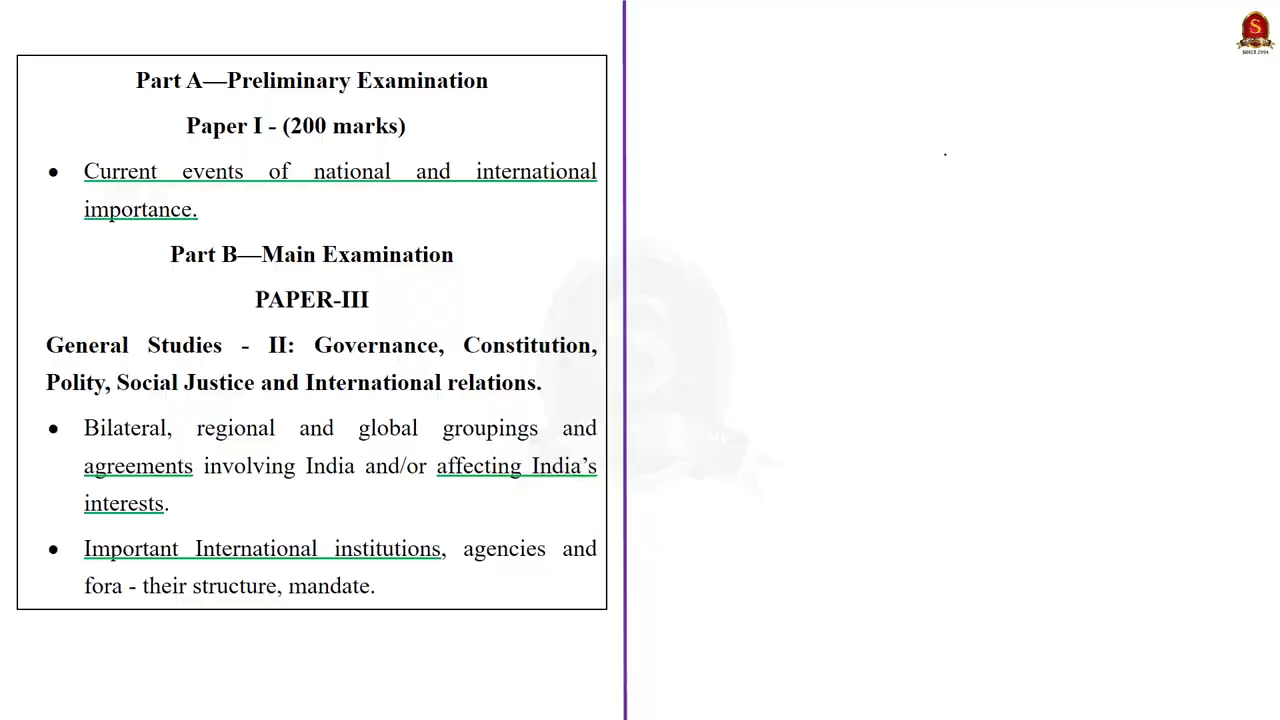 Part A—Preliminary Examination
Paper I - (200 marks)
● Current events of national and international
importance.
Part B—Main Examination
PAPER-III
General Studies - II: Governance, Constitution,
Polity, Social Justice and International relations.
● Bilateral, regional and global groupings and
agreements involving India and/or affecting India’s
interests.
● Important International institutions, agencies and
fora - their structure, mandate.
S
SINCE 2004